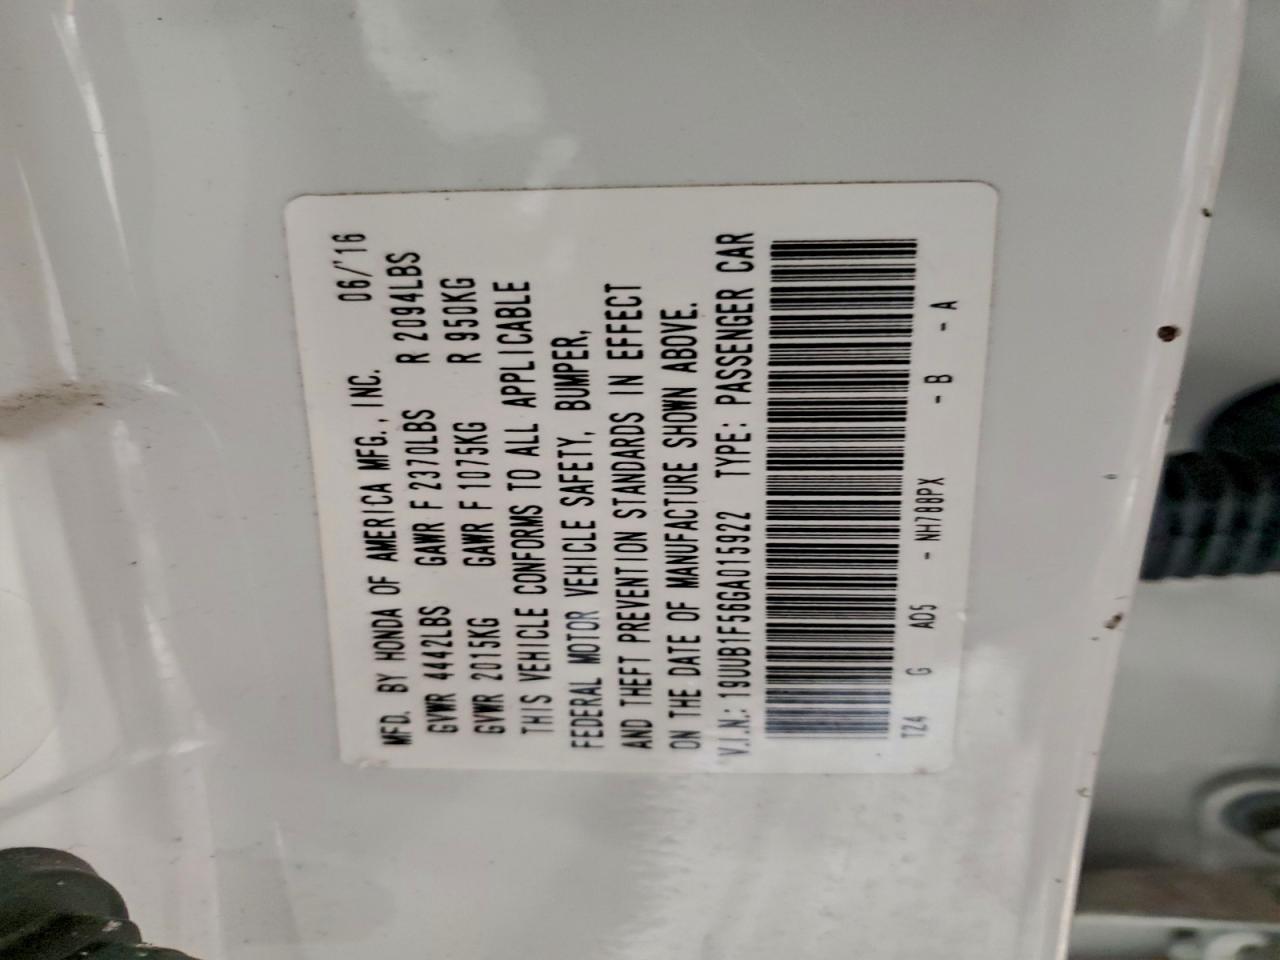 MFD. BY HONDA OF AMERICA MFG., INC. 06/'16
GVWR 4442LBS GAWR F 2370LBS R 2094LBS
GVWR 2015KG GAWR F 1075KG R 950KG
THIS VEHICLE CONFORMS TO ALL APPLICABLE
FEDERAL MOTOR VEHICLE SAFETY, BUMPER,
AND THEFT PREVENTION STANDARDS IN EFFECT
ON THE DATE OF MANUFACTURE SHOWN ABOVE.
V.I.N.: 19UUB1F56GA015922 TYPE: PASSENGER CAR
TZ4 G AD5 - NH788PX - B - A